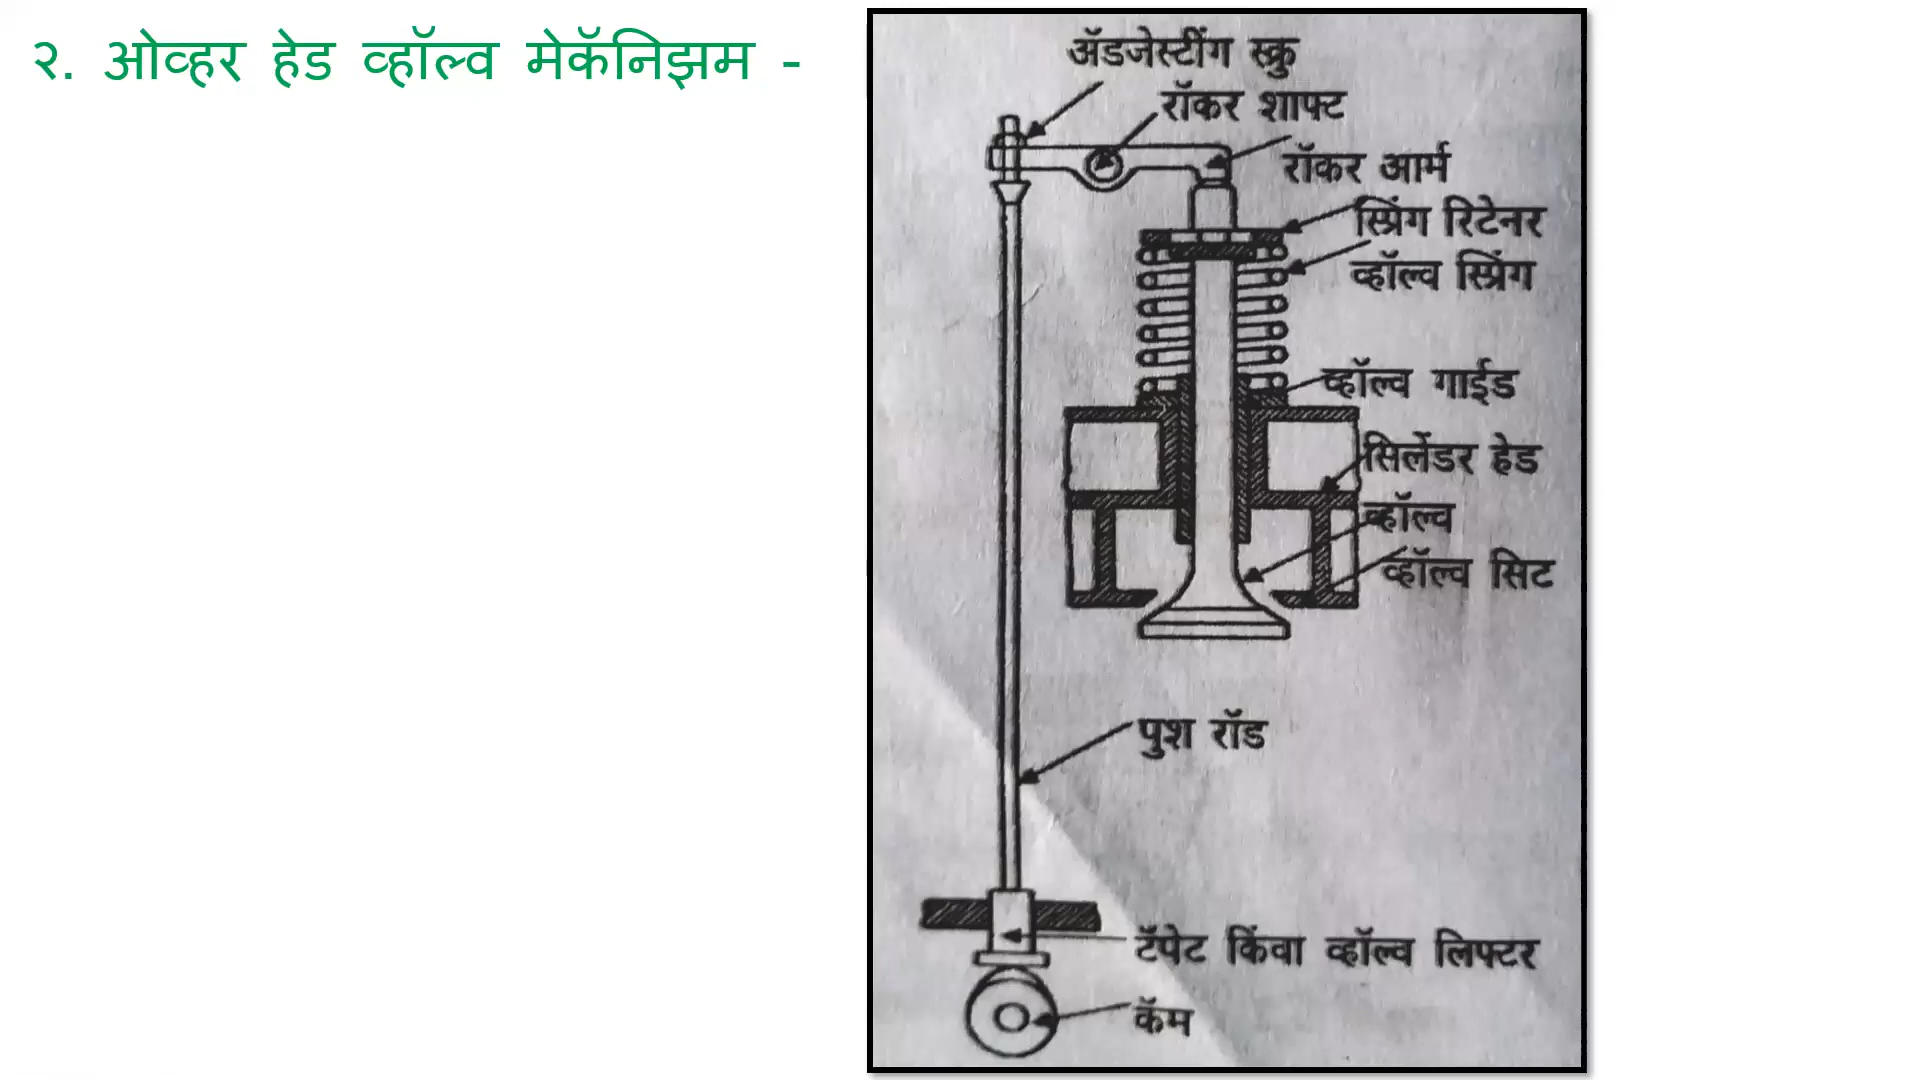 २. ओव्हर हेड व्हॉल्व मेकॅनिझम -
ॲडजेस्टींग स्क्रु
रॉकर शाफ्ट
रॉकर आर्म
स्प्रिंग रिटेनर
व्हॉल्व स्प्रिंग
व्हॉल्व गाईड
सिलेंडर हेड
व्हॉल्व
व्हॉल्व सिट
पुश रॉड
टॅपेट किंवा व्हॉल्व लिफ्टर
कॅम